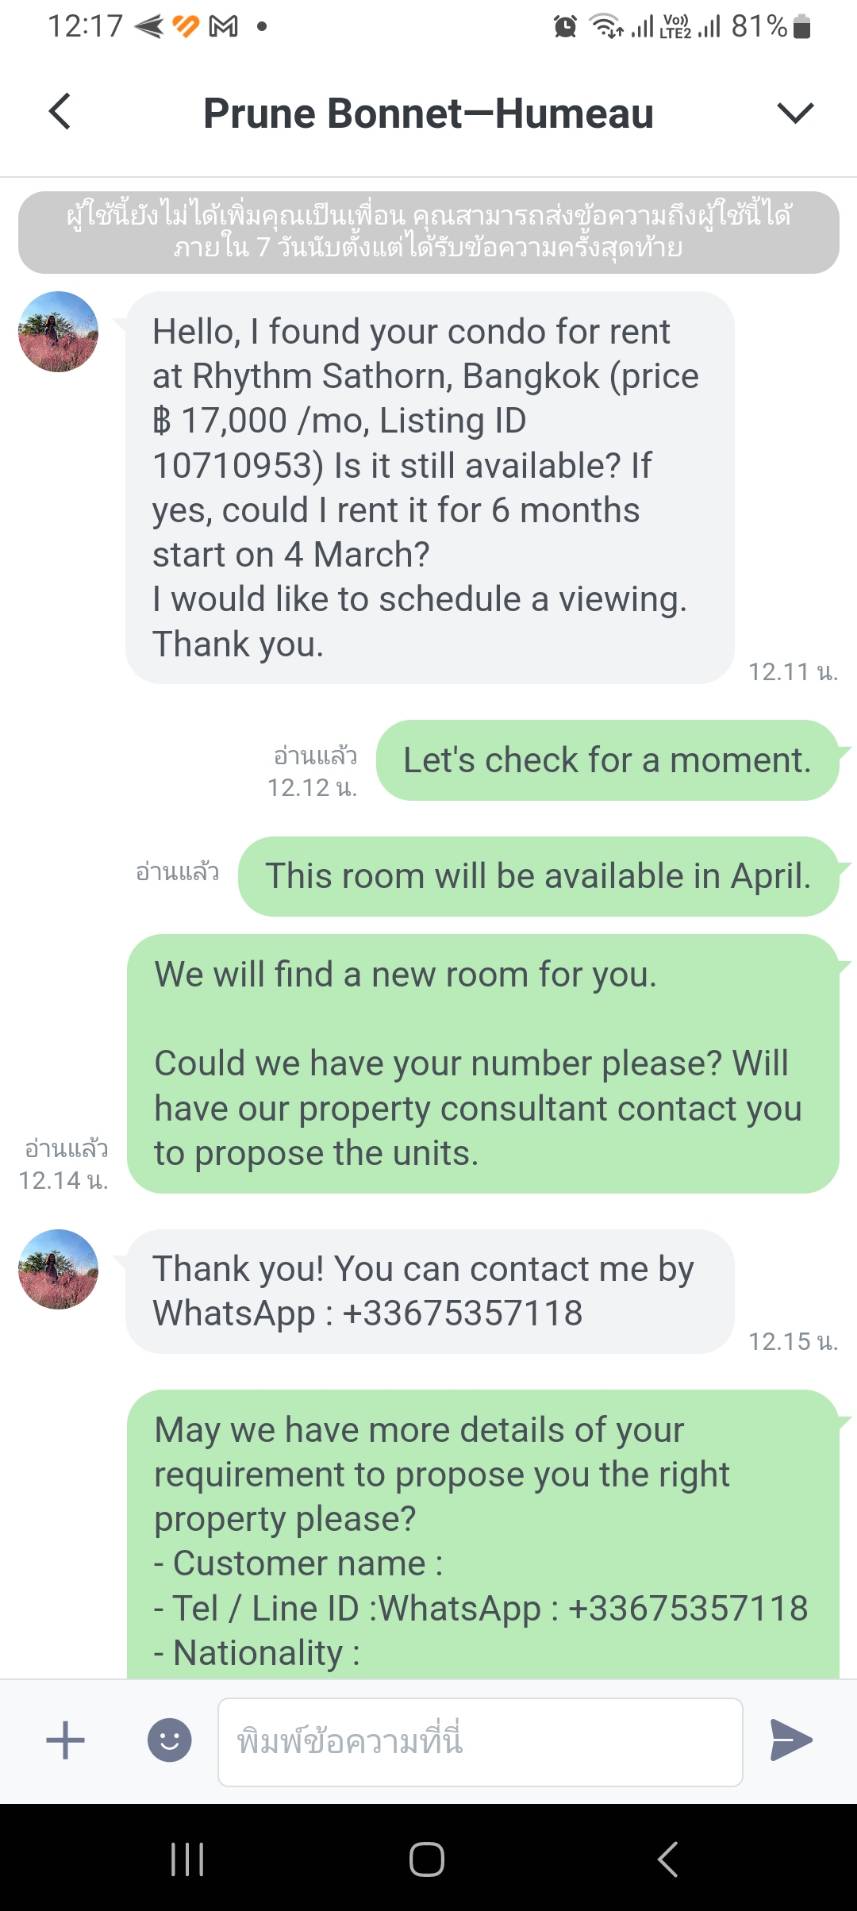 12:17
Vo))
LTE2
81%
Prune Bonnet—Humeau
ผู้ใช้นี้ยังไม่ได้เพิ่มคุณเป็นเพื่อน คุณสามารถส่งข้อความถึงผู้ใช้นี้ได้
ภายใน 7 วันนับตั้งแต่ได้รับข้อความครั้งสุดท้าย
Hello, I found your condo for rent
at Rhythm Sathorn, Bangkok (price
฿ 17,000 /mo, Listing ID
10710953) Is it still available? If
yes, could I rent it for 6 months
start on 4 March?
I would like to schedule a viewing.
Thank you.
12.11 น.
อ่านแล้ว
12.12 น.
Let's check for a moment.
อ่านแล้ว
This room will be available in April.
We will find a new room for you.
Could we have your number please? Will
have our property consultant contact you
to propose the units.
อ่านแล้ว
12.14 น.
Thank you! You can contact me by
WhatsApp : +33675357118
12.15 น.
May we have more details of your
requirement to propose you the right
property please?
- Customer name :
- Tel / Line ID :WhatsApp : +33675357118
- Nationality :
พิมพ์ข้อความที่นี่